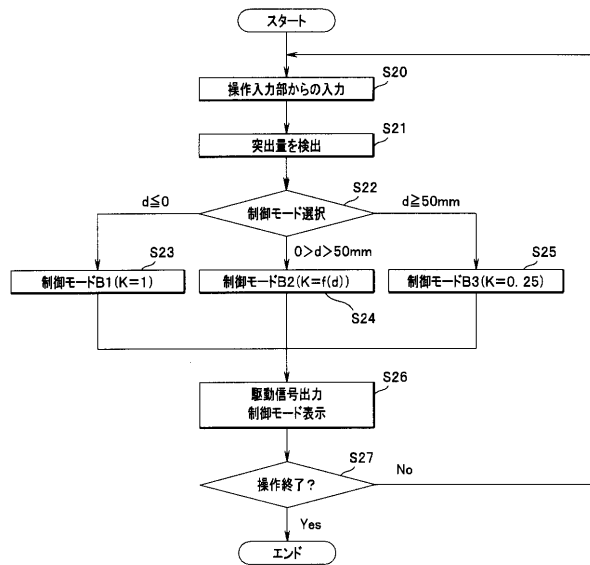 スタート
S20
操作入力部からの入力
S21
突出量を検出
S22
制御モード選択
d≦0
d≧50mm
0>d>50mm
S23
制御モードB1(K=1)
制御モードB2(K=f(d))
S24
S25
制御モードB3(K=0. 25)
S26
駆動信号出力
制御モード表示
S27
操作終了?
No
Yes
エンド